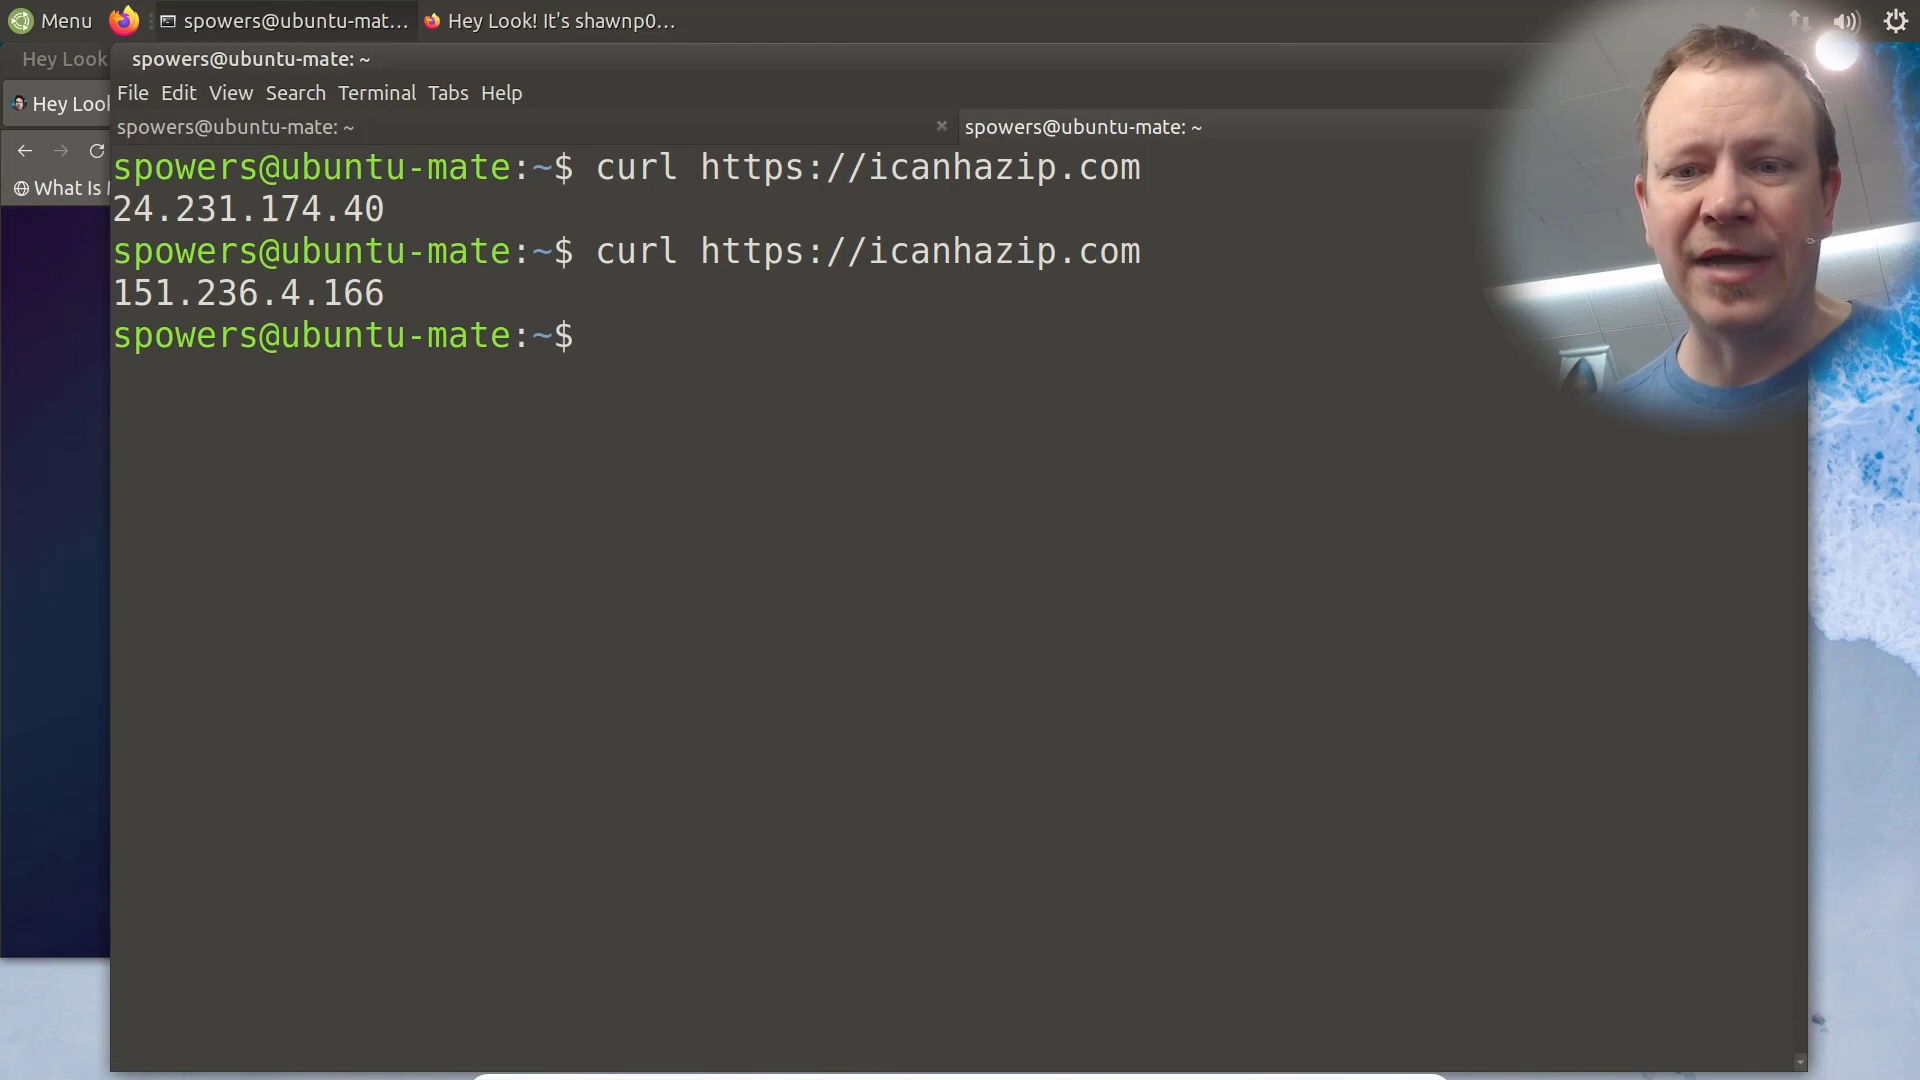 Menu spowers@ubuntu-mat... Hey Look! It's shawnp0...
Hey Look
spowers@ubuntu-mate: ~
File Edit View Search Terminal Tabs Help
Hey Lool
spowers@ubuntu-mate: ~ spowers@ubuntu-mate: ~
What Is
spowers@ubuntu-mate:~$ curl https://icanhazip.com
24.231.174.40
spowers@ubuntu-mate:~$ curl https://icanhazip.com
151.236.4.166
spowers@ubuntu-mate:~$